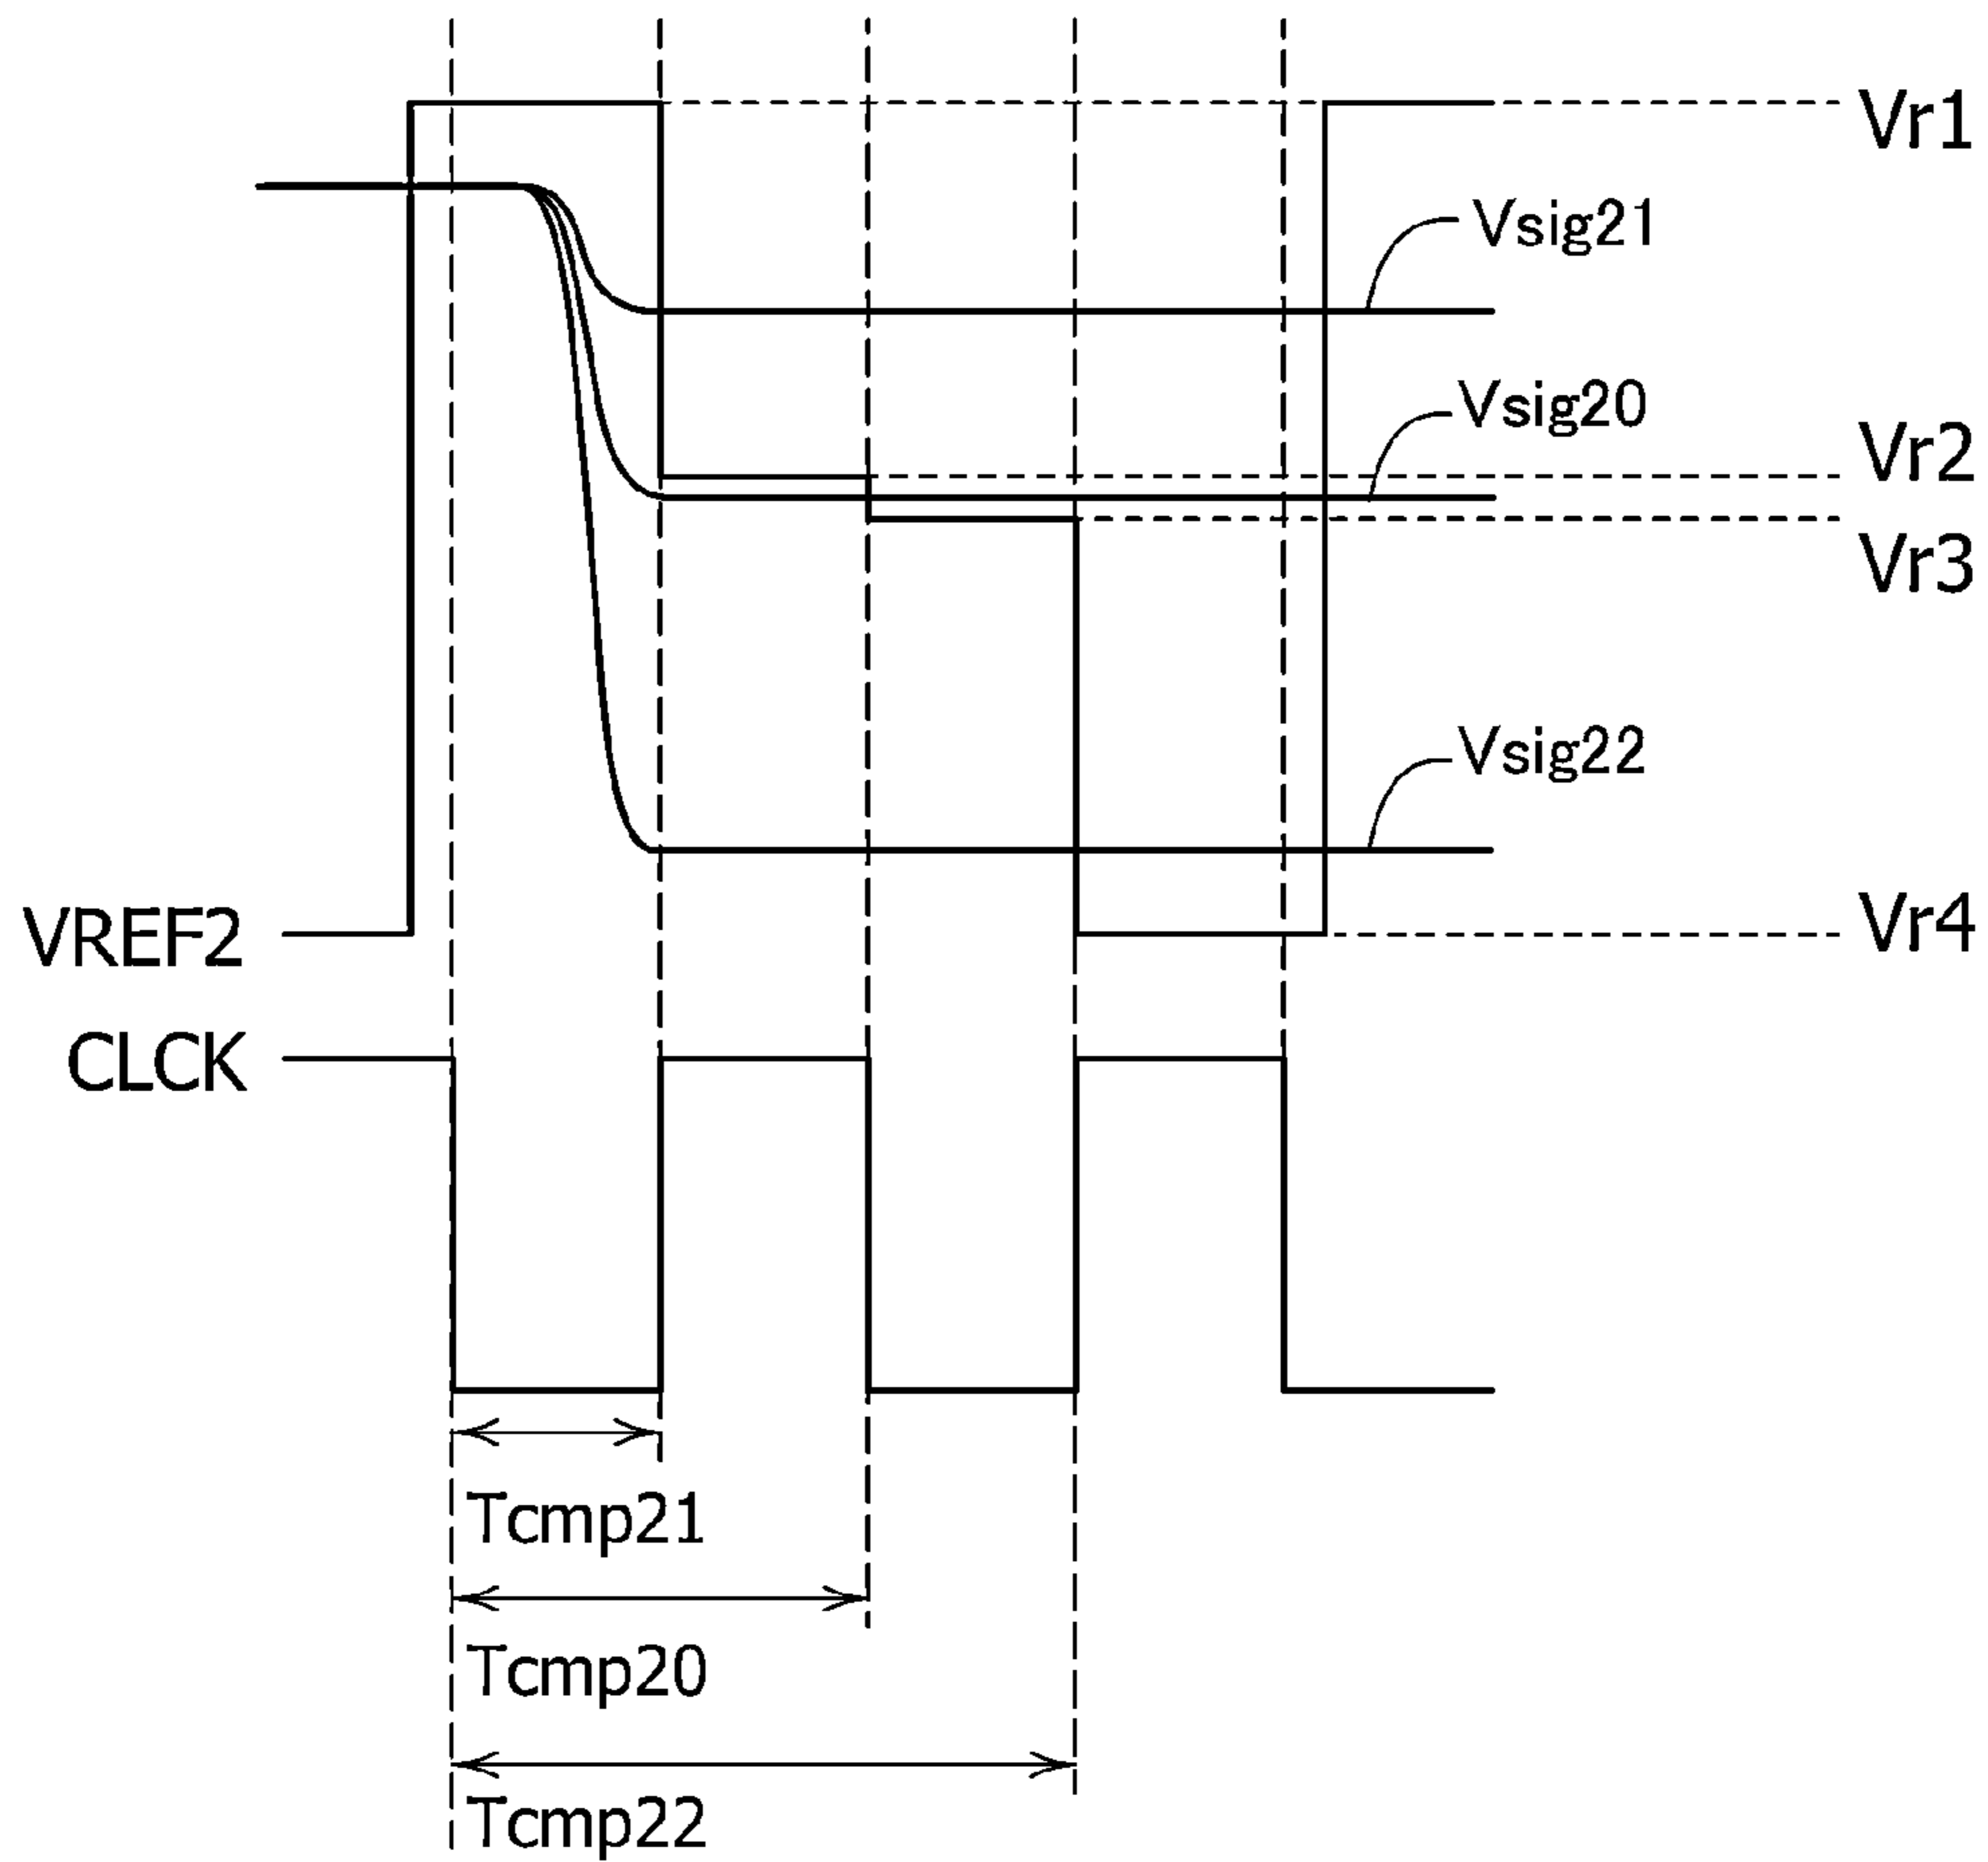 Vr1
Vsig21
Vsig20
Vr2
Vr3
Vsig22
Vr4
VREF2
CLCK
Tcmp21
Tcmp20
Tcmp22